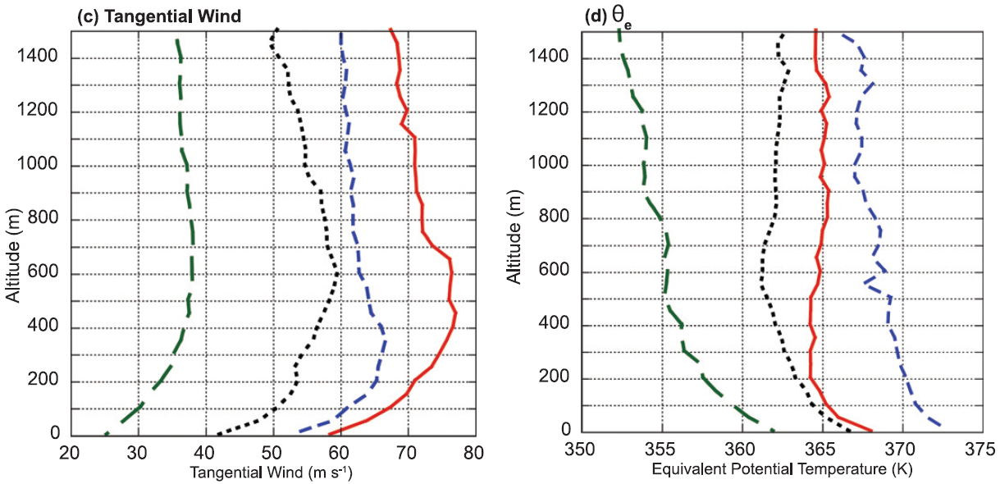 (c) Tangential Wind
1400
1200
1000
800
600
400
200
0
Altitude (m)
20 30 40 50 60 70 80
Tangential Wind (m s⁻¹)
(d) θe
1400
1200
1000
800
600
400
200
0
Altitude (m)
350 355 360 365 370 375
Equivalent Potential Temperature (K)